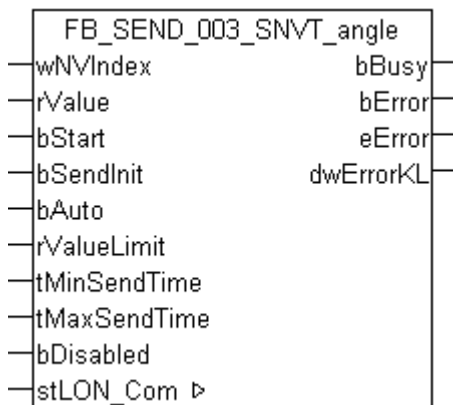 FB_SEND_003_SNVT_angle
wNVIndex bBusy
rValue bError
bStart eError
bSendInit dwErrorKL
bAuto
rValueLimit
tMinSendTime
tMaxSendTime
bDisabled
stLON_Com ▷